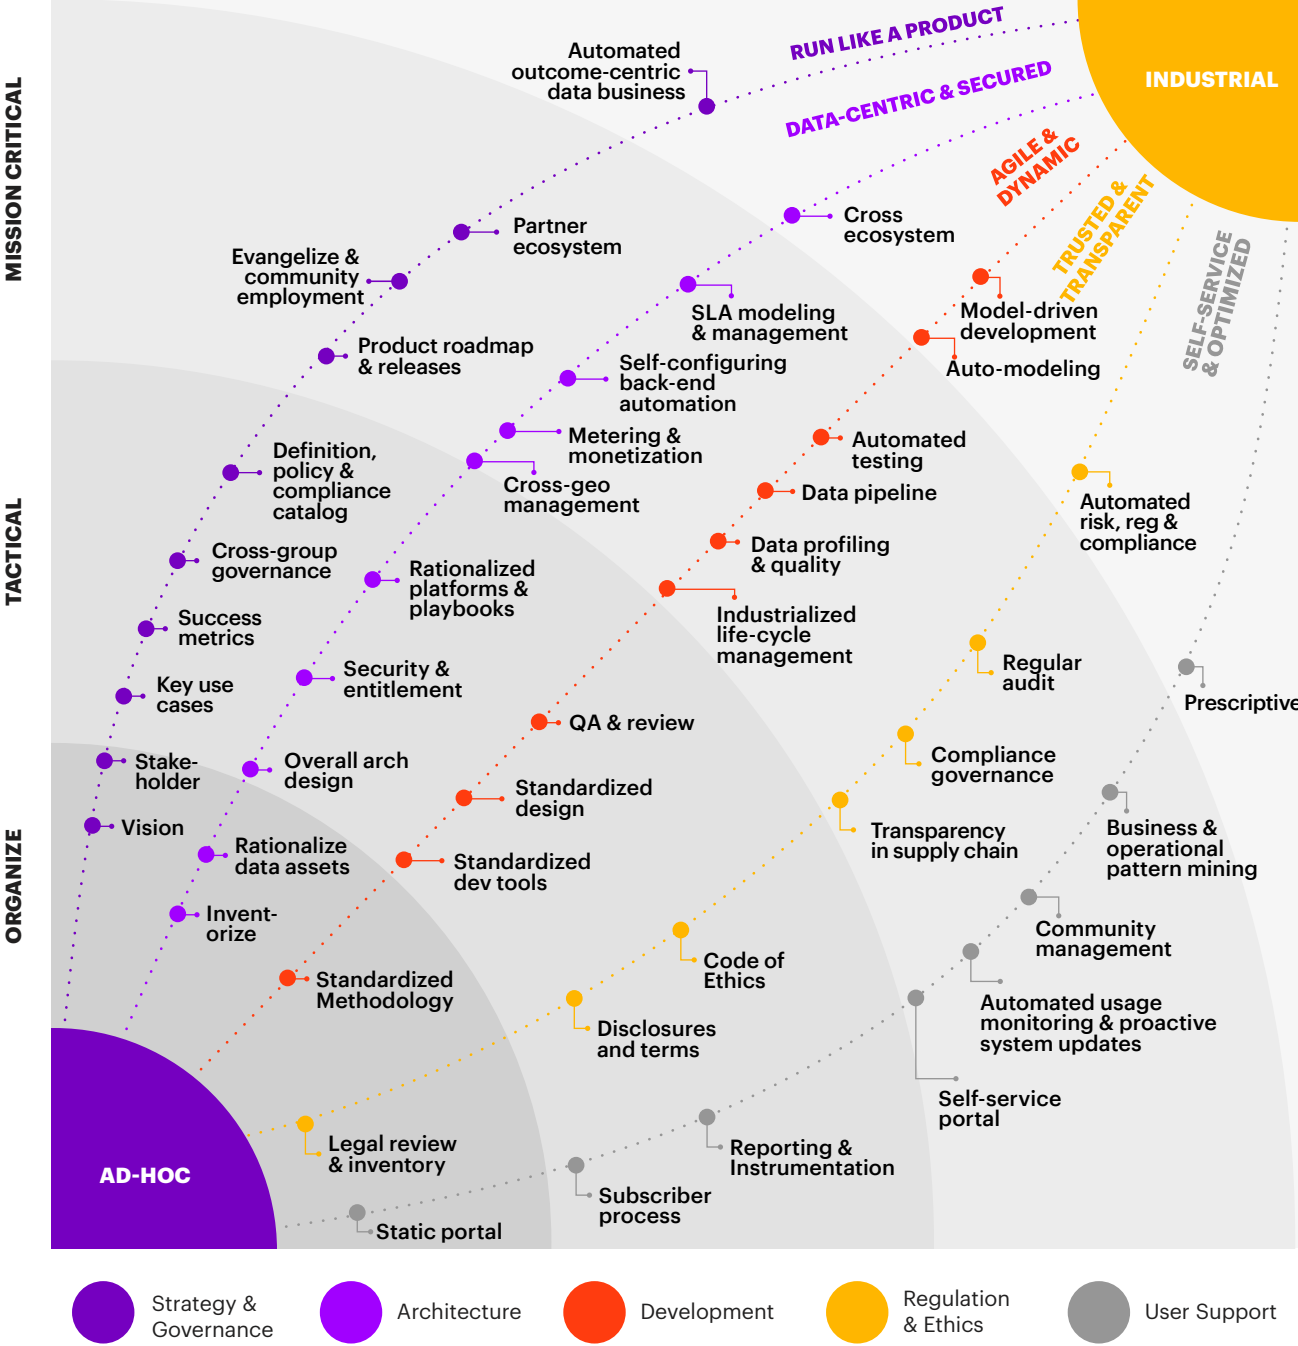 RUN LIKE A PRODUCT
DATA-CENTRIC & SECURED
AGILE &
DYNAMIC
TRUSTED &
TRANSPARENT
SELF-SERVICE
& OPTIMIZED
INDUSTRIAL
MISSION CRITICAL
TACTICAL
ORGANIZE
AD-HOC
Automated
outcome-centric
data business
Partner
ecosystem
Evangelize &
community
employment
Product roadmap
& releases
Definition,
policy &
compliance
catalog
Cross-group
governance
Success
metrics
Key use
cases
Stake-
holder
Vision
Cross
ecosystem
SLA modeling
& management
Self-configuring
back-end
automation
Metering &
monetization
Cross-geo
management
Rationalized
platforms &
playbooks
Security &
entitlement
Overall arch
design
Rationalize
data assets
Invent-
orize
Model-driven
development
Auto-modeling
Automated
testing
Data pipeline
Data profiling
& quality
Industrialized
life-cycle
management
QA & review
Standardized
design
Standardized
dev tools
Standardized
Methodology
Automated
risk, reg &
compliance
Regular
audit
Compliance
governance
Transparency
in supply chain
Code of
Ethics
Disclosures
and terms
Legal review
& inventory
Prescriptive
Business &
operational
pattern mining
Community
management
Automated usage
monitoring & proactive
system updates
Self-service
portal
Reporting &
Instrumentation
Subscriber
process
Static portal
Strategy &
Governance
Architecture
Development
Regulation
& Ethics
User Support